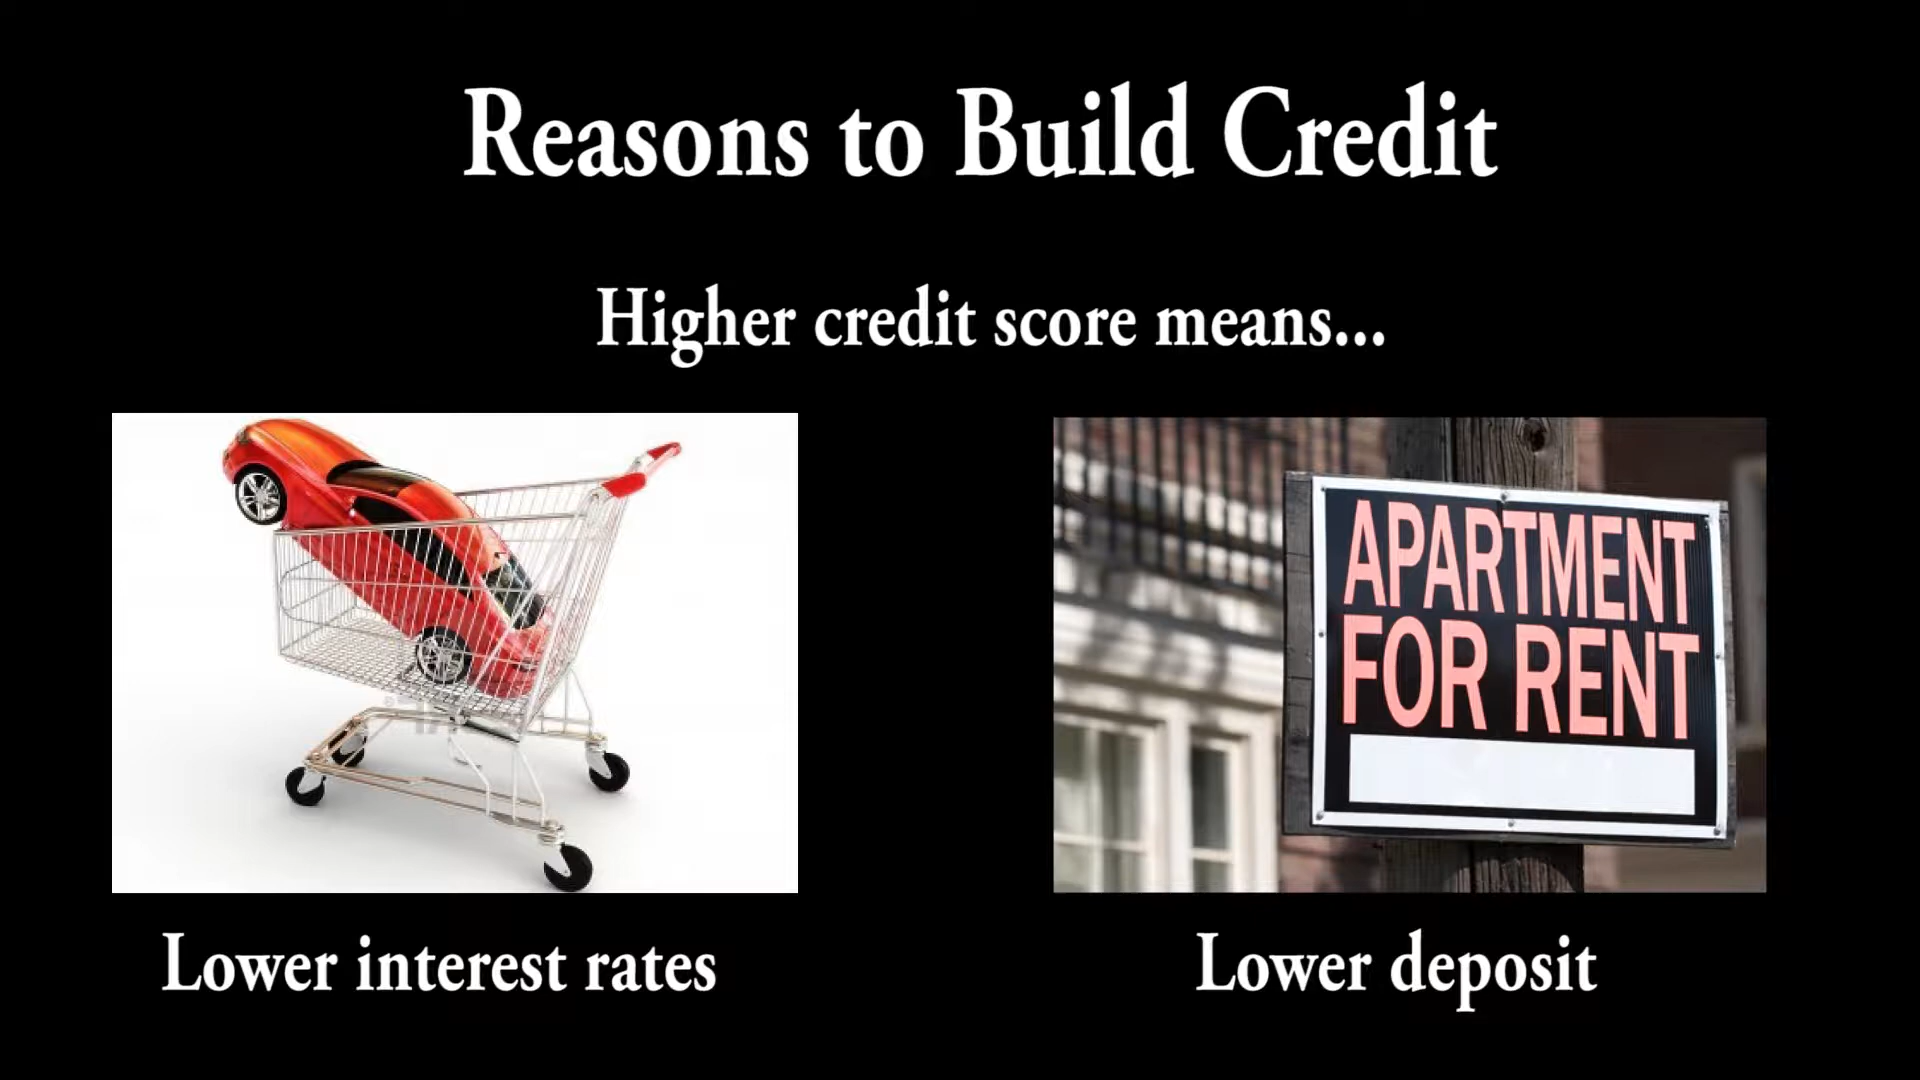 Reasons to Build Credit
Higher credit score means...
APARTMENT
FOR RENT
Lower interest rates
Lower deposit